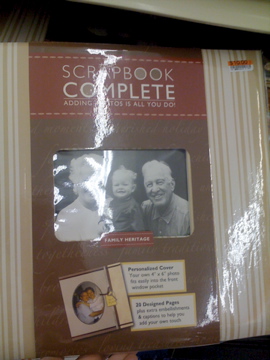 SCRAPBOOK
COMPLETE
ADDING PHOTOS IS ALL YOU DO!
FAMILY HERITAGE
Personalized Cover
Your own 4" x 6" photo
fits easily into the front
window pocket
20 Designed Pages
plus extra embellishments
& captions to help you
add your own touch